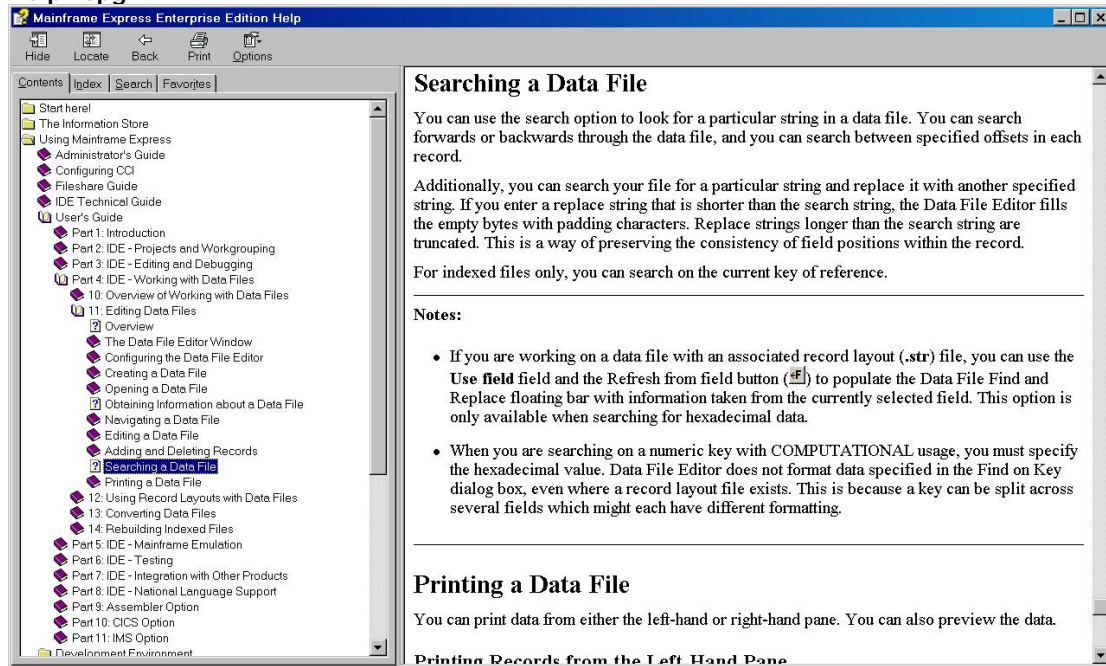 Mainframe Express Enterprise Edition Help
Hide Locate Back Print Options
Contents Index Search Favorites
Start here!
The Information Store
Using Mainframe Express
Administrator's Guide
Configuring CCI
Fileshare Guide
IDE Technical Guide
User's Guide
Part 1: Introduction
Part 2: IDE - Projects and Workgrouping
Part 3: IDE - Editing and Debugging
Part 4: IDE - Working with Data Files
10: Overview of Working with Data Files
11: Editing Data Files
Overview
The Data File Editor Window
Configuring the Data File Editor
Creating a Data File
Opening a Data File
Obtaining Information about a Data File
Navigating a Data File
Editing a Data File
Adding and Deleting Records
Searching a Data File
Printing a Data File
12: Using Record Layouts with Data Files
13: Converting Data Files
14: Rebuilding Indexed Files
Part 5: IDE - Mainframe Emulation
Part 6: IDE - Testing
Part 7: IDE - Integration with Other Products
Part 8: IDE - National Language Support
Part 9: Assembler Option
Part 10: CICS Option
Part 11: IMS Option
Development Environment
Searching a Data File
You can use the search option to look for a particular string in a data file. You can search
forwards or backwards through the data file, and you can search between specified offsets in each
record.
Additionally, you can search your file for a particular string and replace it with another specified
string. If you enter a replace string that is shorter than the search string, the Data File Editor fills
the empty bytes with padding characters. Replace strings longer than the search string are
truncated. This is a way of preserving the consistency of field positions within the record.
For indexed files only, you can search on the current key of reference.
Notes:
• If you are working on a data file with an associated record layout (.str) file, you can use the
Use field field and the Refresh from field button (F) to populate the Data File Find and
Replace floating bar with information taken from the currently selected field. This option is
only available when searching for hexadecimal data.
• When you are searching on a numeric key with COMPUTATIONAL usage, you must specify
the hexadecimal value. Data File Editor does not format data specified in the Find on Key
dialog box, even where a record layout file exists. This is because a key can be split across
several fields which might each have different formatting.
Printing a Data File
You can print data from either the left-hand or right-hand pane. You can also preview the data.
Printing Records from the Left Hand Pane